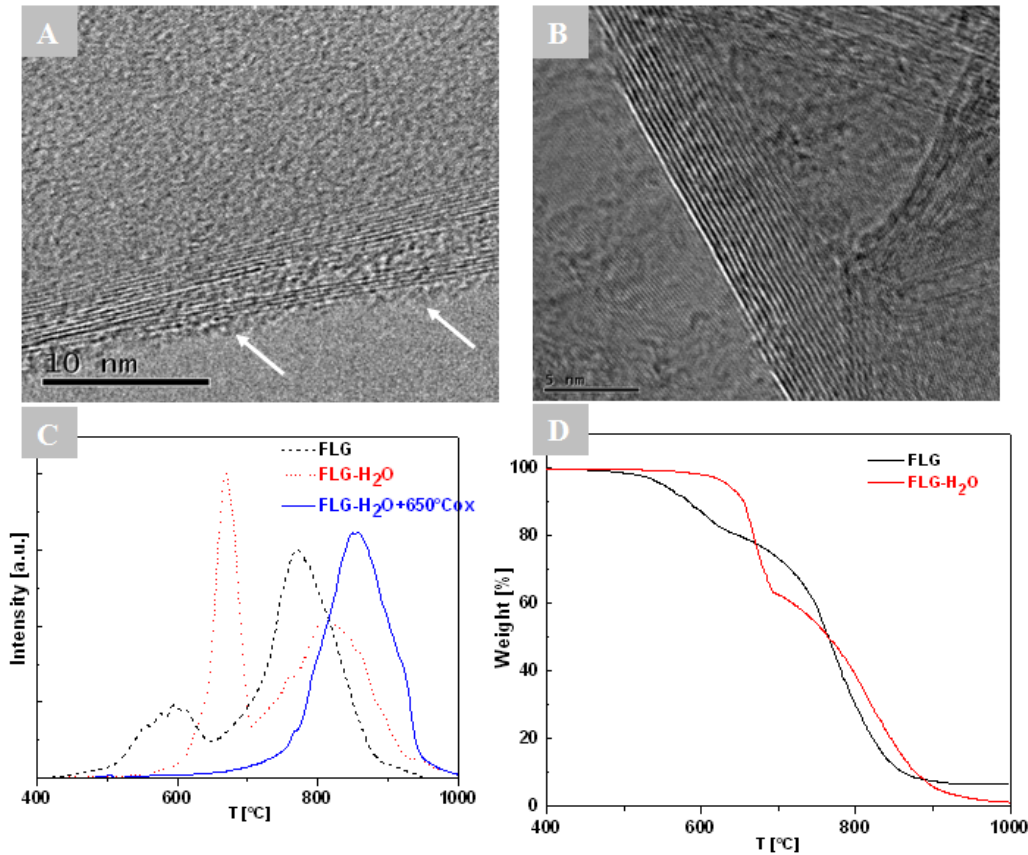 A
10 nm
B
5 nm
C
FLG
FLG-H₂O
FLG-H₂O+650°Cox
Intensity [a.u.]
400
600
800
1000
T [°C]
D
FLG
FLG-H₂O
Weight [%]
100
80
60
40
20
0
400
600
800
1000
T [°C]